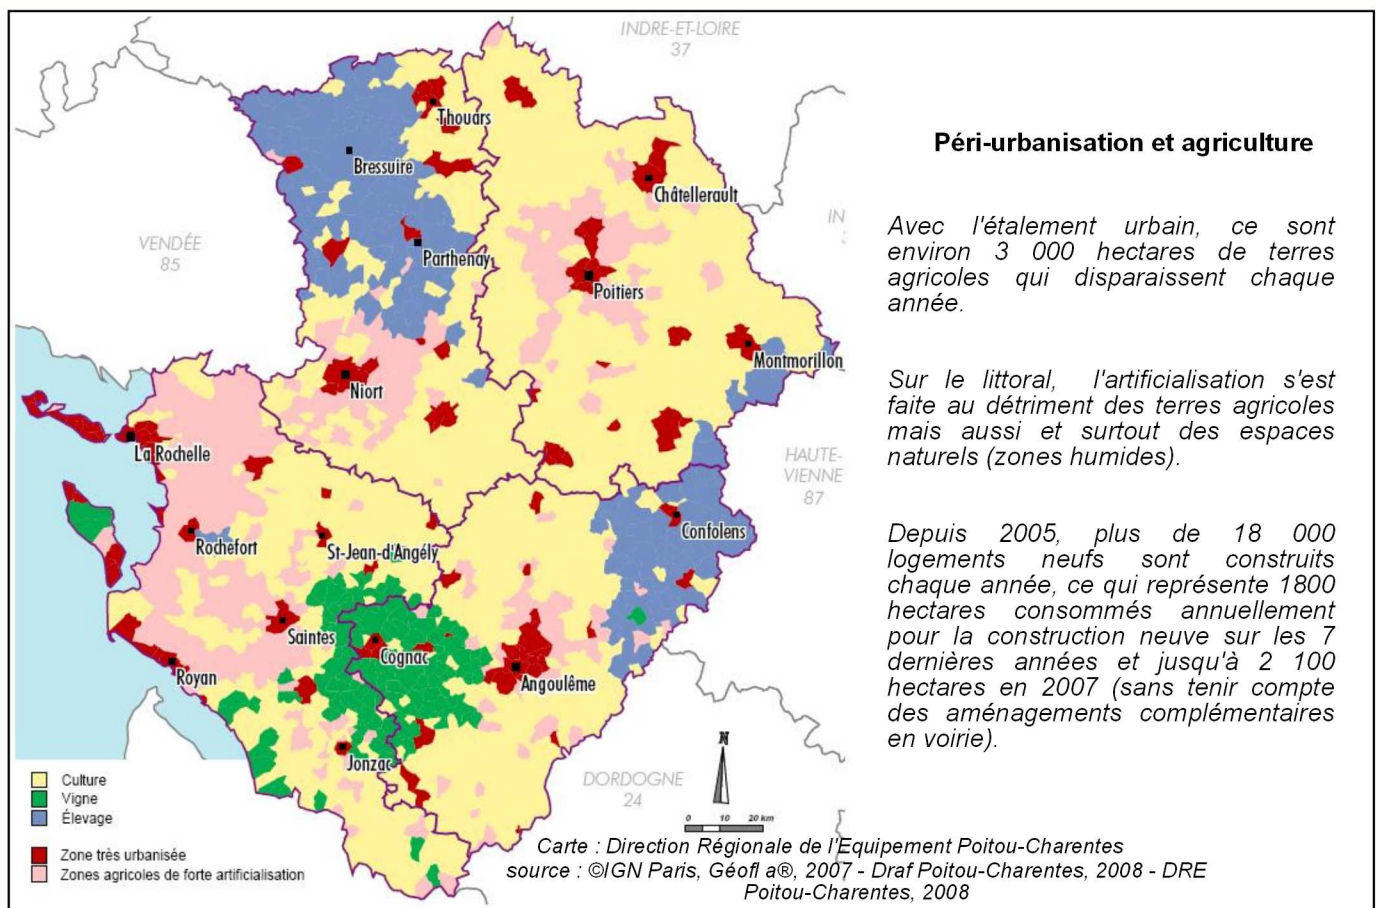 INDRE-ET-LOIRE
37
Thouars
Péri-urbanisation et agriculture
Bressuire
Châtellerault
IN
VENDÉE
85
Parthenay
Poitiers
Avec l'étalement urbain, ce sont
environ 3 000 hectares de terres
agricoles qui disparaissent chaque
année.
Montmorillon
Niort
Sur le littoral, l'artificialisation s'est
faite au détriment des terres agricoles
mais aussi et surtout des espaces
naturels (zones humides).
La Rochelle
HAUTE-
VIENNE
87
Confolens
Rochefort
St-Jean-d'Angély
Depuis 2005, plus de 18 000
logements neufs sont construits
chaque année, ce qui représente 1800
hectares consommés annuellement
pour la construction neuve sur les 7
dernières années et jusqu'à 2 100
hectares en 2007 (sans tenir compte
des aménagements complémentaires
en voirie).
Saintes
Cognac
Royan
Angoulême
Jonzac
N
DORDOGNE
24
0 10 20 km
Culture
Vigne
Élevage
Zone très urbanisée
Zones agricoles de forte artificialisation
Carte : Direction Régionale de l'Equipement Poitou-Charentes
source : ©IGN Paris, Géofl a®, 2007 - Draf Poitou-Charentes, 2008 - DRE
Poitou-Charentes, 2008